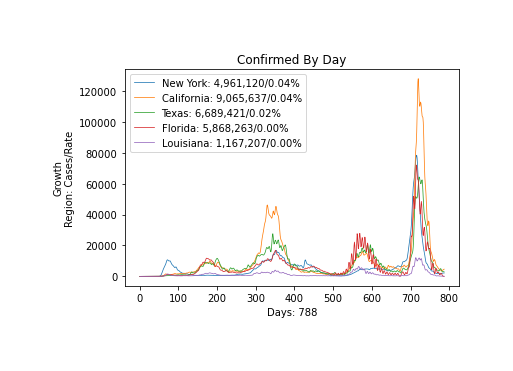 Confirmed By Day
New York: 4,961,120/0.04%
California: 9,065,637/0.04%
Texas: 6,689,421/0.02%
Florida: 5,868,263/0.00%
Louisiana: 1,167,207/0.00%
120000
100000
80000
60000
40000
20000
0
Growth
Region: Cases/Rate
0 100 200 300 400 500 600 700 800
Days: 788